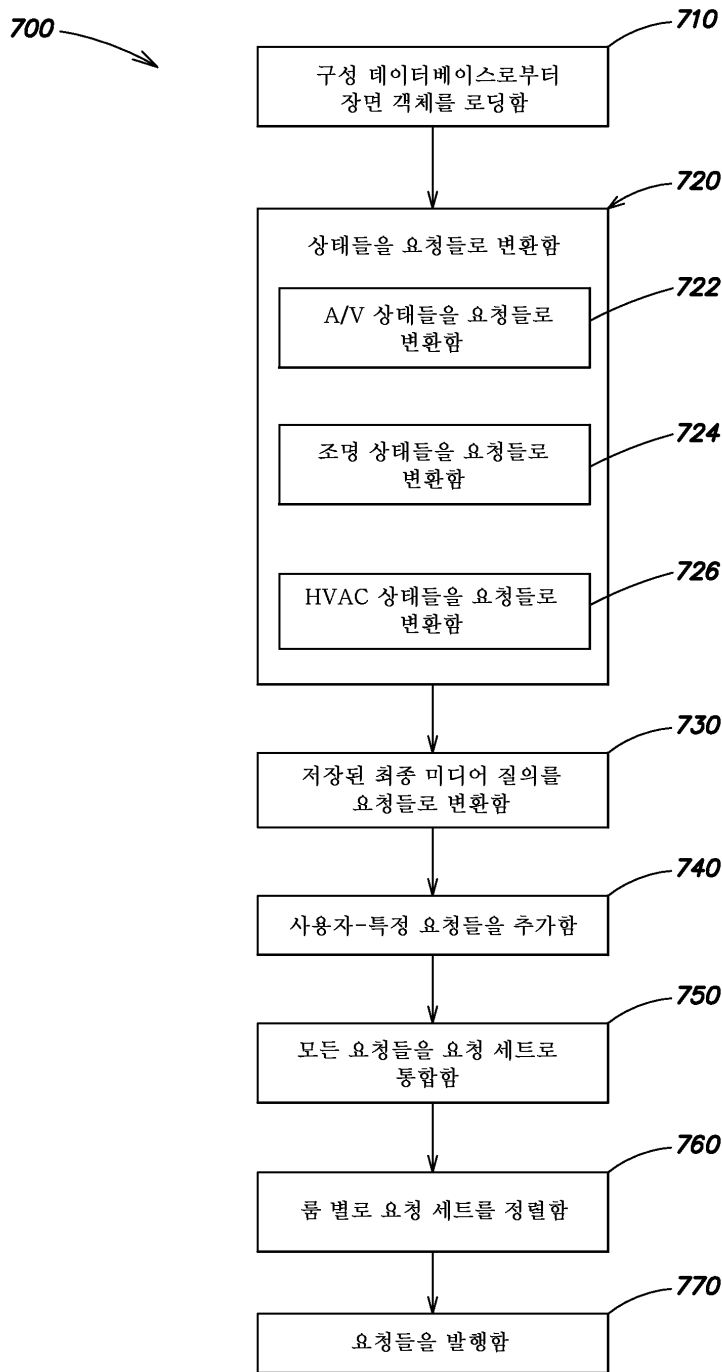 700
710
구성 데이터베이스로부터
장면 객체를 로딩함
720
상태들을 요청들로 변환함
722
A/V 상태들을 요청들로
변환함
724
조명 상태들을 요청들로
변환함
726
HVAC 상태들을 요청들로
변환함
730
저장된 최종 미디어 질의를
요청들로 변환함
740
사용자-특정 요청들을 추가함
750
모든 요청들을 요청 세트로
통합함
760
룸 별로 요청 세트를 정렬함
770
요청들을 발행함